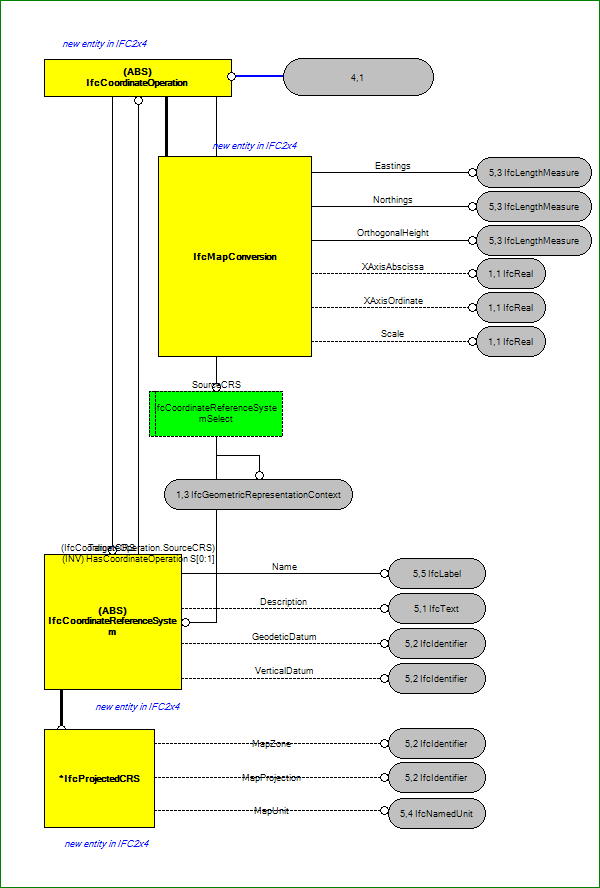 new entity in IFC2x4
(ABS)
IfcCoordinateOperation
4,1
new entity in IFC2x4
IfcMapConversion
Eastings
5,3 IfcLengthMeasure
Northings
5,3 IfcLengthMeasure
OrthogonalHeight
5,3 IfcLengthMeasure
XAxisAbscissa
1,1 IfcReal
XAxisOrdinate
1,1 IfcReal
Scale
1,1 IfcReal
SourceCRS
IfcCoordinateReferenceSyste
mSelect
1,3 IfcGeometricRepresentationContext
TargetCRS
(IfcCoordinateOperation.SourceCRS)
(INV) HasCoordinateOperation S[0:1]
(ABS)
IfcCoordinateReferenceSyste
m
Name
5,5 IfcLabel
Description
5,1 IfcText
GeodeticDatum
5,2 IfcIdentifier
VerticalDatum
5,2 IfcIdentifier
new entity in IFC2x4
*IfcProjectedCRS
MapZone
5,2 IfcIdentifier
MapProjection
5,2 IfcIdentifier
MapUnit
5,4 IfcNamedUnit
new entity in IFC2x4